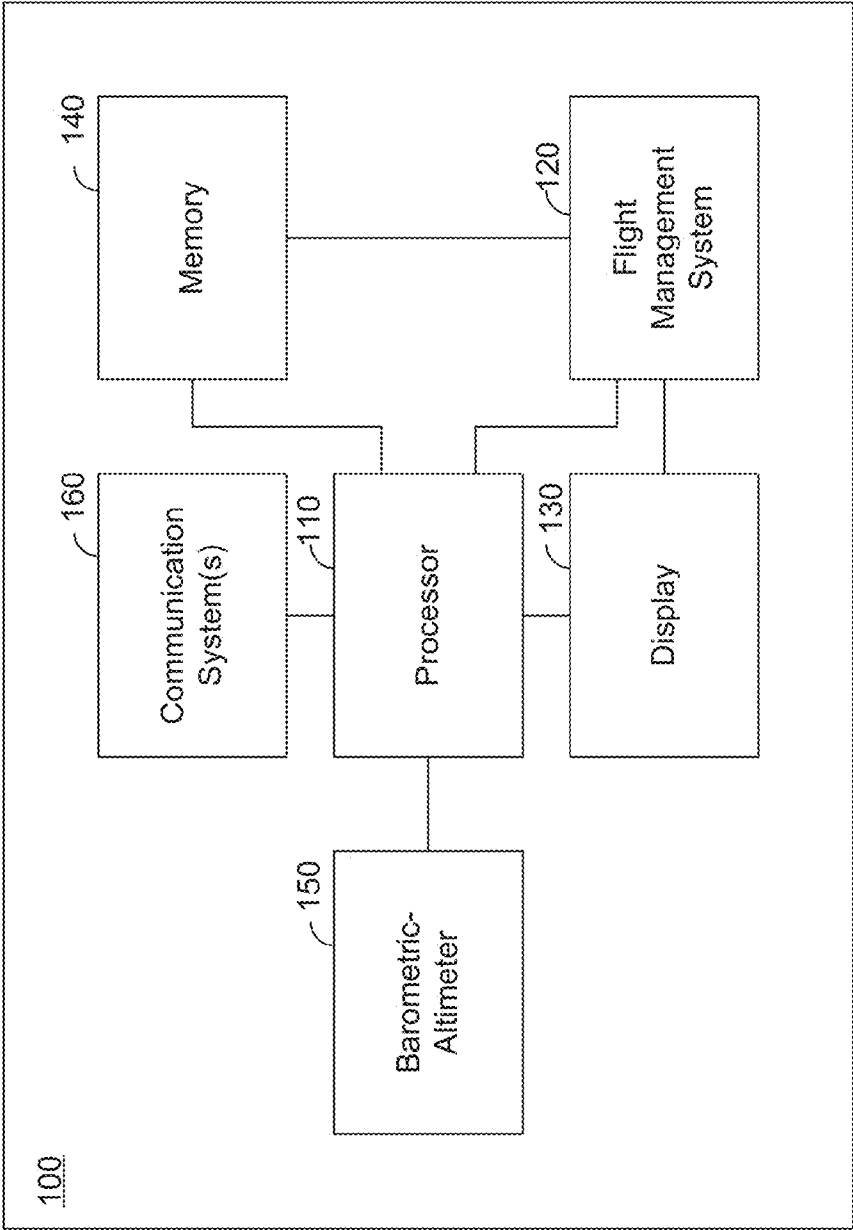 100
160
Communication
System(s)
140
Memory
150
Barometric-
Altimeter
110
Processor
130
Display
120
Flight
Management
System